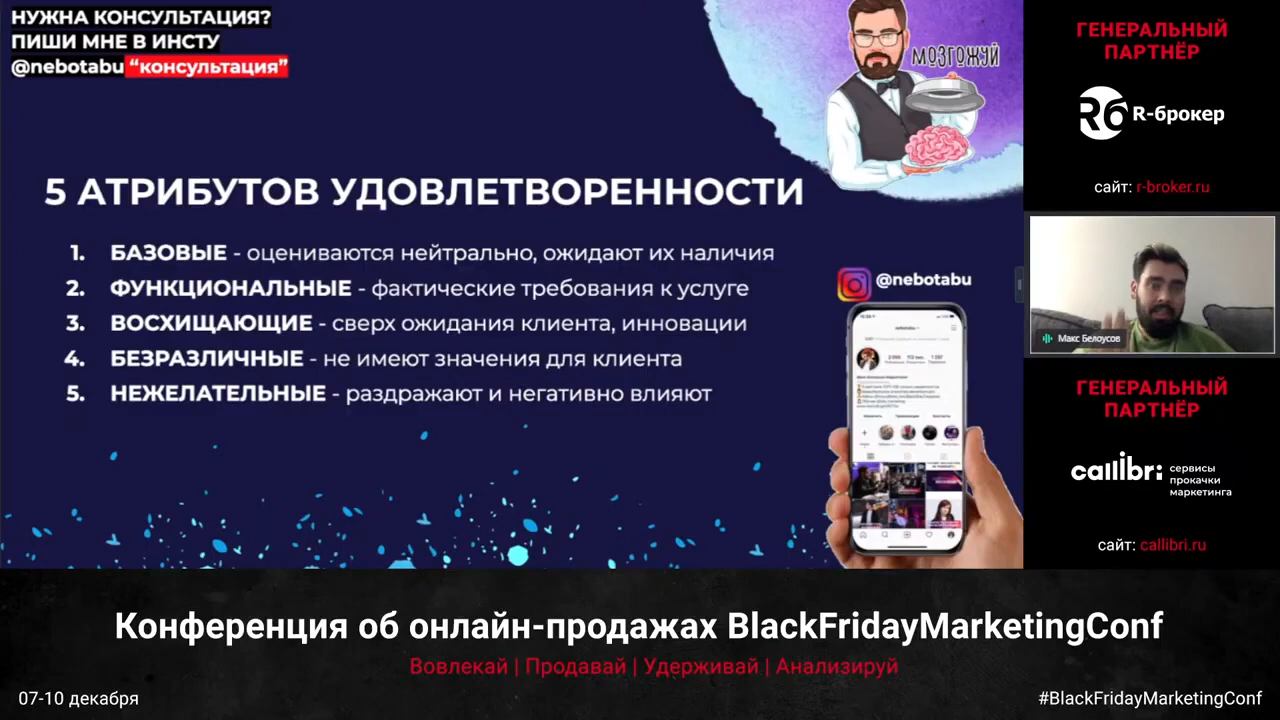 НУЖНА КОНСУЛЬТАЦИЯ?
ПИШИ МНЕ В ИНСТУ
@nebotabu “консультация”
МОЗГОЖУЙ
5 АТРИБУТОВ УДОВЛЕТВОРЕННОСТИ
1. БАЗОВЫЕ - оцениваются нейтрально, ожидают их наличия
2. ФУНКЦИОНАЛЬНЫЕ - фактические требования к услуге
3. ВОСХИЩАЮЩИЕ - сверх ожидания клиента, инновации
4. БЕЗРАЗЛИЧНЫЕ - не имеют значения для клиента
5. НЕЖЕЛАТЕЛЬНЫЕ - раздражают и негативно влияют
@nebotabu
nebotabu
ГЕНЕРАЛЬНЫЙ
ПАРТНЁР
R-брокер
сайт: r-broker.ru
Макс Белоусов
ГЕНЕРАЛЬНЫЙ
ПАРТНЁР
callibri
сервисы
прокачки
маркетинга
сайт: callibri.ru
Конференция об онлайн-продажах BlackFridayMarketingConf
Вовлекай | Продавай | Удерживай | Анализируй
07-10 декабря
#BlackFridayMarketingConf